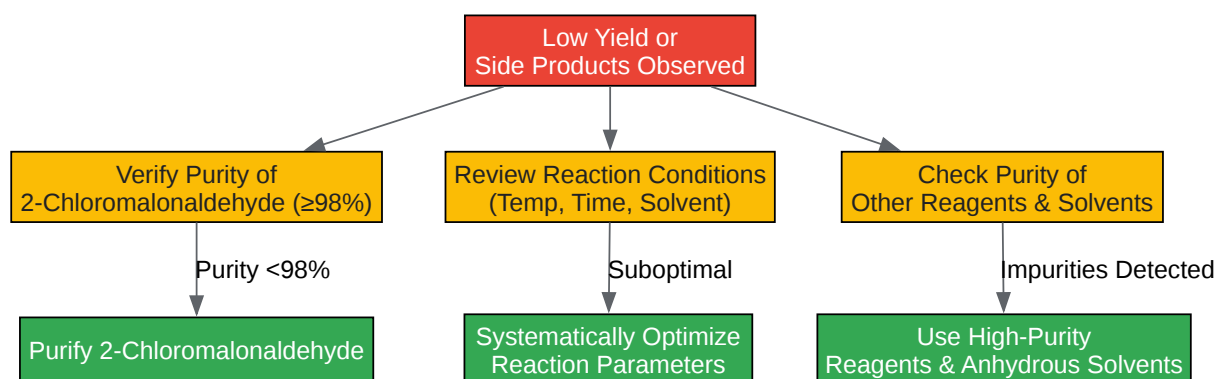 Low Yield or
Side Products Observed
Verify Purity of
2-Chloromalonaldehyde (≥98%)
Review Reaction Conditions
(Temp, Time, Solvent)
Check Purity of
Other Reagents & Solvents
Purity <98%
Suboptimal
Impurities Detected
Purify 2-Chloromalonaldehyde
Systematically Optimize
Reaction Parameters
Use High-Purity
Reagents & Anhydrous Solvents